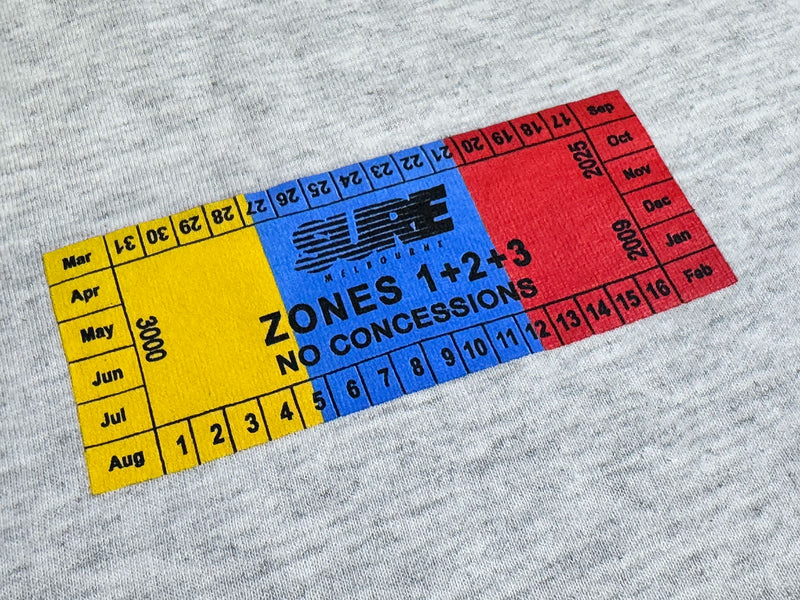 Mar
Apr
May
Jun
Jul
Aug
31 30 29 28 27 26 25 24 23 22 21 20 19 18 17
3000
SURE
MELBOURNE
ZONES 1+2+3
NO CONCESSIONS
2025
2009
1 2 3 4 5 6 7 8 9 10 11 12 13 14 15 16
Sep
Oct
Nov
Dec
Jan
Feb